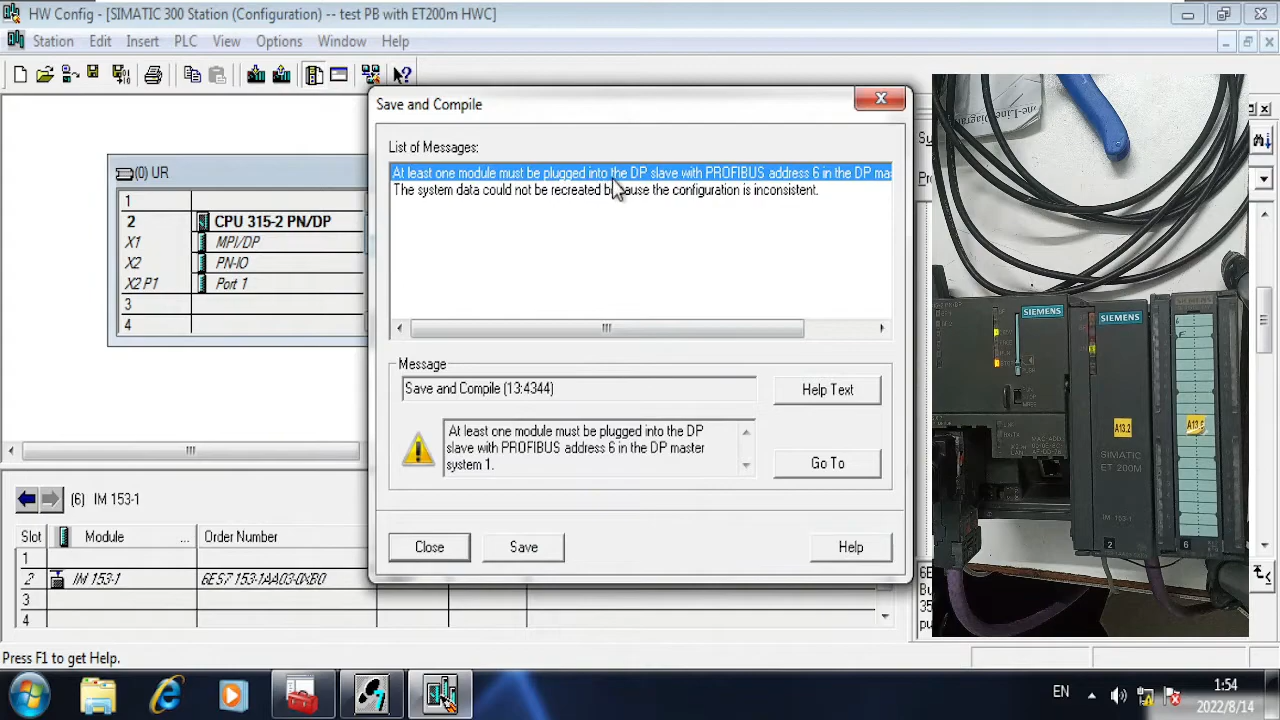 HW Config - [SIMATIC 300 Station (Configuration) -- test PB with ET200m HWC]
Station Edit Insert PLC View Options Window Help
Save and Compile
List of Messages:
At least one module must be plugged into the DP slave with PROFIBUS address 6 in the DP ma
The system data could not be recreated because the configuration is inconsistent.
(0) UR
1
2 CPU 315-2 PN/DP
X1 MPI/DP
X2 PN-IO
X2 P1 Port 1
3
4
Message
Save and Compile (13:4344)
Help Text
At least one module must be plugged into the DP
slave with PROFIBUS address 6 in the DP master
system 1.
Go To
Close Save Help
(6) IM 153-1
Slot Module ... Order Number
1
2 IM 153-1 6ES7 153-1AA03-0XB0
3
4
Press F1 to get Help.
SIEMENS
SIEMENS
A13.2
SIMATIC
ET 200M
IM 153-1
2
6
EN
1:54
2022/8/14